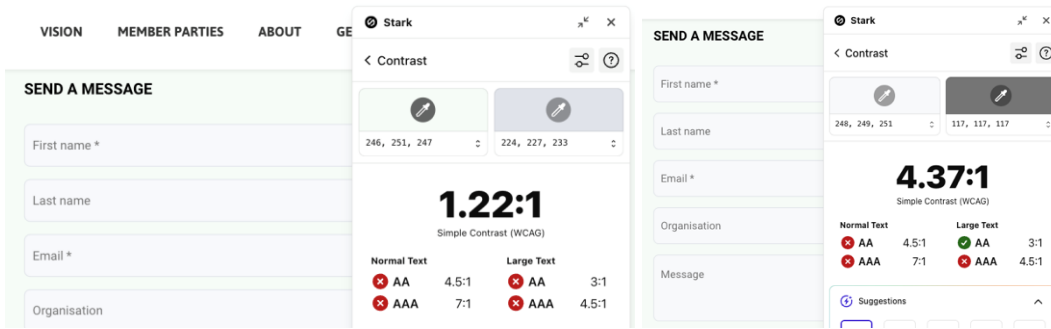 VISION MEMBER PARTIES ABOUT GE
SEND A MESSAGE
First name *
Last name
Email *
Organisation
Stark
Contrast
246, 251, 247 224, 227, 233
1.22:1
Simple Contrast (WCAG)
Normal Text Large Text
AA 4.5:1 AA 3:1
AAA 7:1 AAA 4.5:1
SEND A MESSAGE
First name *
Last name
Email *
Organisation
Message
Stark
Contrast
248, 249, 251 117, 117, 117
4.37:1
Simple Contrast (WCAG)
Normal Text Large Text
AA 4.5:1 AA 3:1
AAA 7:1 AAA 4.5:1
Suggestions